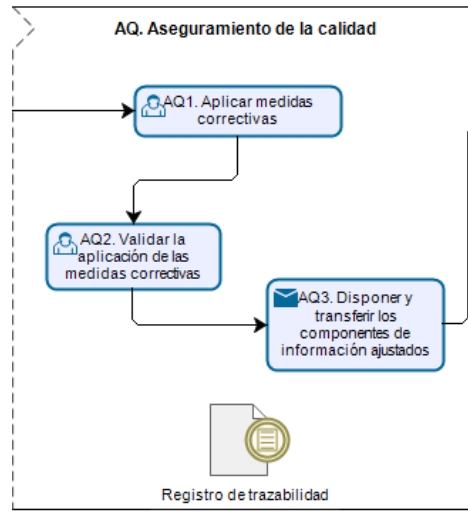 AQ. Aseguramiento de la calidad
AQ1. Aplicar medidas
correctivas
AQ2. Validar la
aplicación de las
medidas correctivas
AQ3. Disponer y
transferir los
componentes de
información ajustados
Registro de trazabilidad